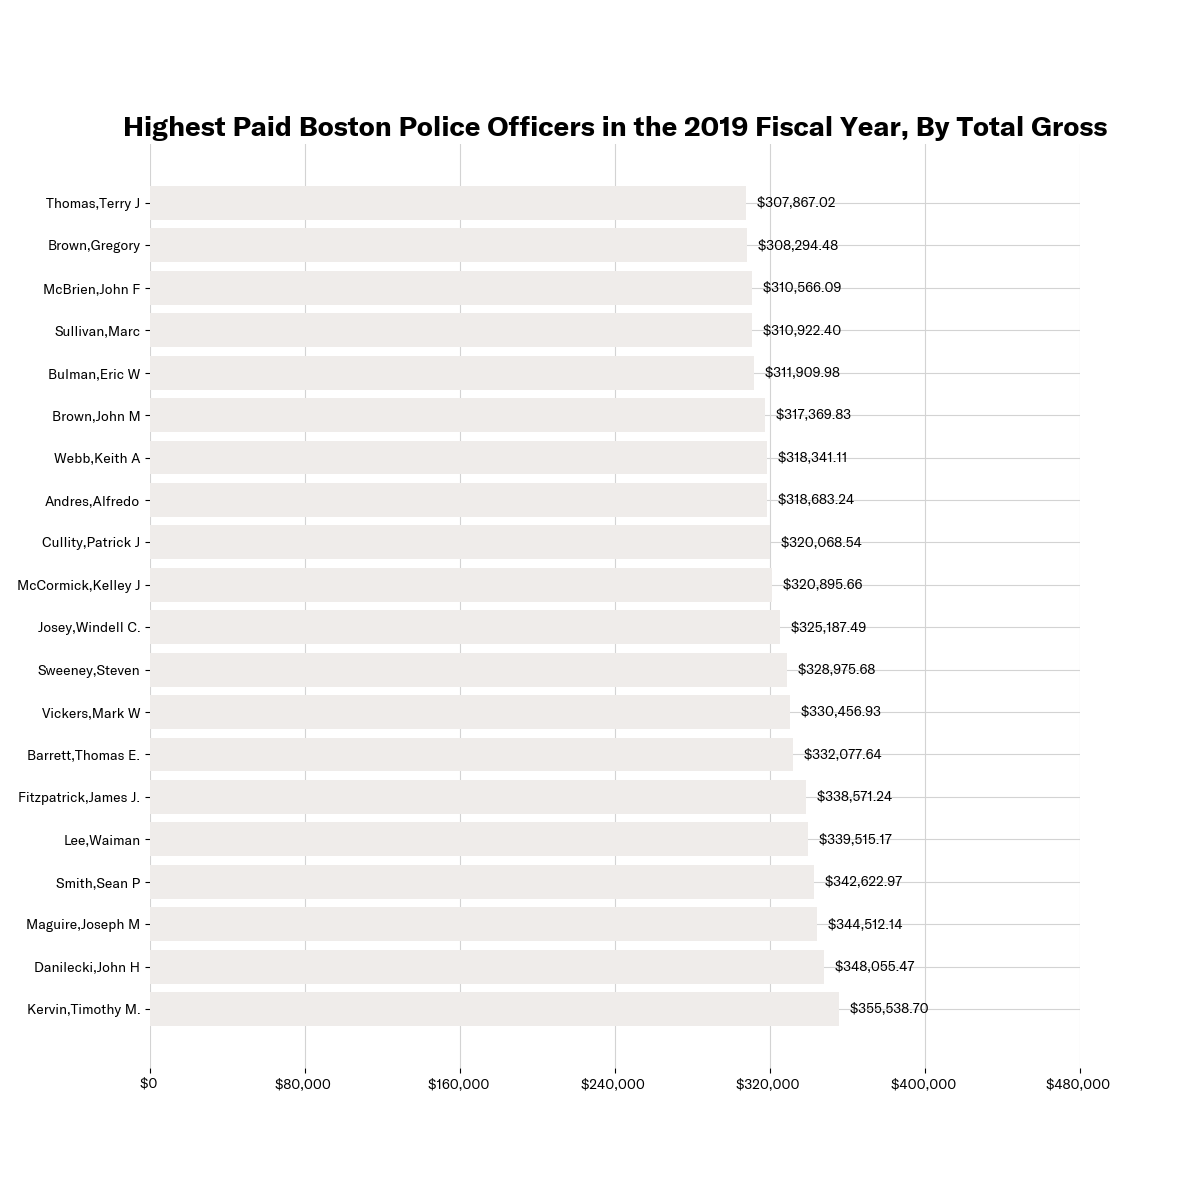 Highest Paid Boston Police Officers in the 2019 Fiscal Year, By Total Gross
Thomas,Terry J $307,867.02
Brown,Gregory $308,294.48
McBrien,John F $310,566.09
Sullivan,Marc $310,922.40
Bulman,Eric W $311,909.98
Brown,John M $317,369.83
Webb,Keith A $318,341.11
Andres,Alfredo $318,683.24
Cullity,Patrick J $320,068.54
McCormick,Kelley J $320,895.66
Josey,Windell C. $325,187.49
Sweeney,Steven $328,975.68
Vickers,Mark W $330,456.93
Barrett,Thomas E. $332,077.64
Fitzpatrick,James J. $338,571.24
Lee,Waiman $339,515.17
Smith,Sean P $342,622.97
Maguire,Joseph M $344,512.14
Danilecki,John H $348,055.47
Kervin,Timothy M. $355,538.70
$0 $80,000 $160,000 $240,000 $320,000 $400,000 $480,000